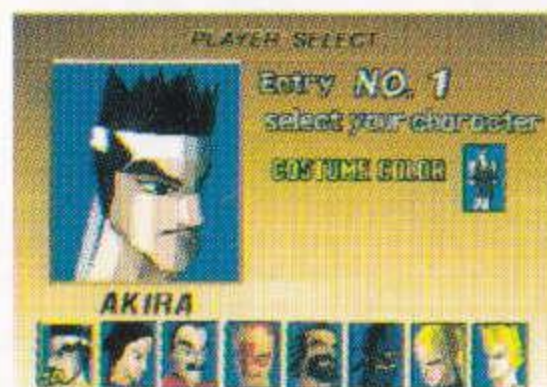 PLAYER SELECT
Entry NO. 1
select your character
COSTUME COLOR
AKIRA